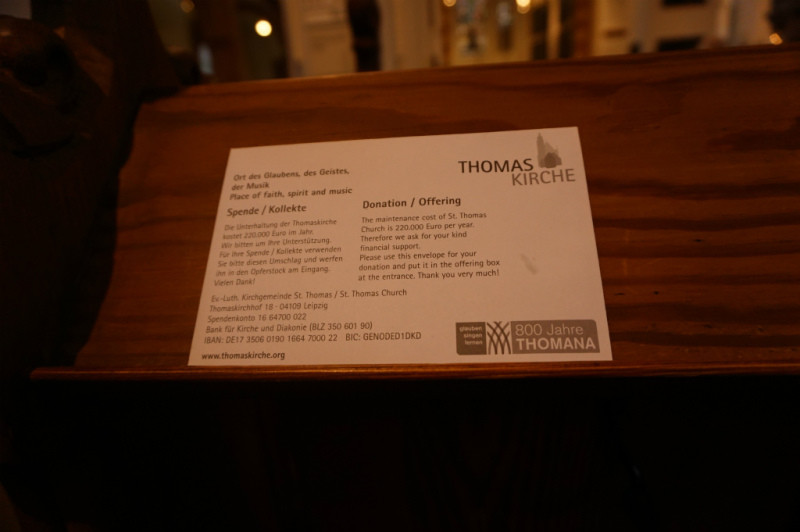 Ort des Glaubens, des Geistes,
der Musik
Place of faith, spirit and music
THOMAS
KIRCHE
Spende / Kollekte
Die Unterhaltung der Thomaskirche
kostet 220.000 Euro im Jahr.
Wir bitten um Ihre Unterstützung.
Für Ihre Spende / Kollekte verwenden
Sie bitte diesen Umschlag und werfen
ihn in den Opferstock am Eingang.
Vielen Dank!
Donation / Offering
The maintenance cost of St. Thomas
Church is 220.000 Euro per year.
Therefore we ask for your kind
financial support.
Please use this envelope for your
donation and put it in the offering box
at the entrance. Thank you very much!
Ev.-Luth. Kirchgemeinde St. Thomas / St. Thomas Church
Thomaskirchhof 18 · 04109 Leipzig
Spendenkonto 16 64700 022
Bank für Kirche und Diakonie (BLZ 350 601 90)
IBAN: DE17 3506 0190 1664 7000 22 BIC: GENODED1DKD
www.thomaskirche.org
glauben
singen
lernen
800 Jahre
THOMANA